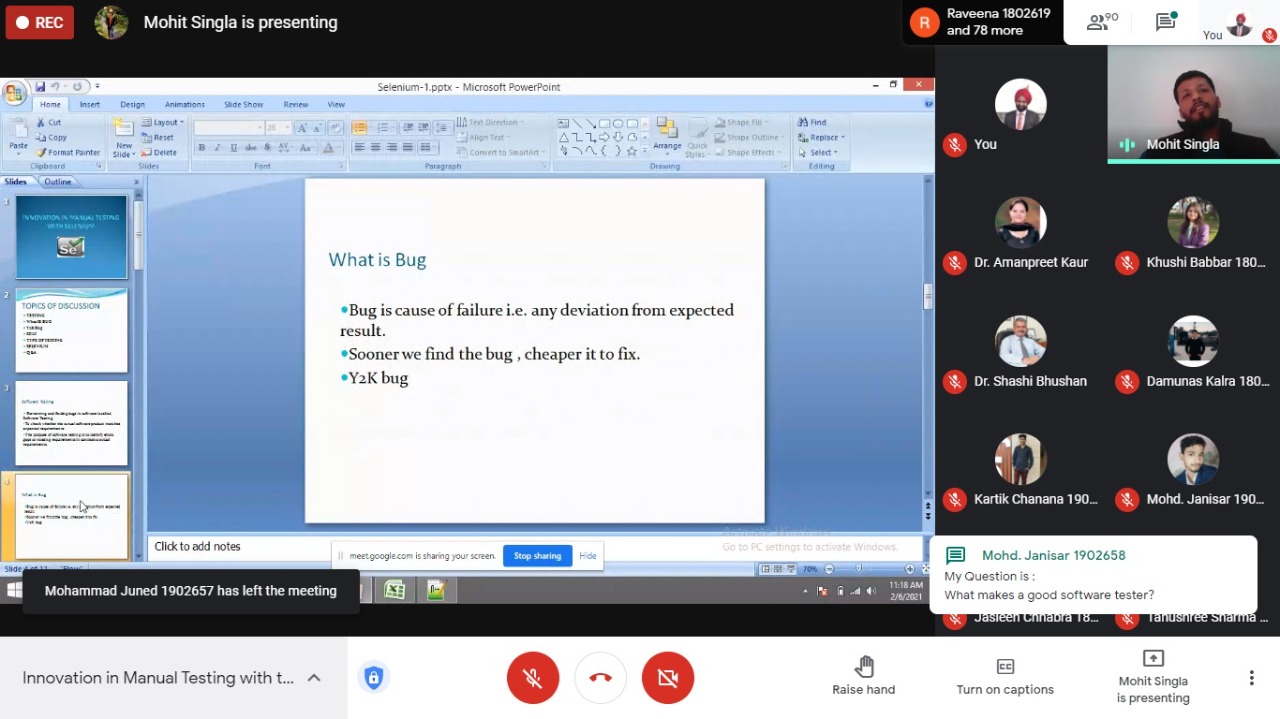 REC
Mohit Singla is presenting
R
Raveena 1802619
and 78 more
90
You
Selenium-1.pptx - Microsoft PowerPoint
Home Insert Design Animations Slide Show Review View
Paste
Cut
Copy
Format Painter
Clipboard
New
Slide
Layout
Reset
Delete
Slides
Font
Text Direction
Align Text
Convert to SmartArt
Paragraph
Arrange
Quick
Styles
Shape Fill
Shape Outline
Shape Effects
Drawing
Find
Replace
Select
Editing
Slides Outline
1
INNOVATION IN MANUAL TESTING
WITH SELENIUM
Se
2
TOPICS OF DISCUSSION
3
Software Testing
4
What is Bug
What is Bug
•Bug is cause of failure i.e. any deviation from expected
result.
•Sooner we find the bug , cheaper it to fix.
•Y2K bug
Click to add notes
meet.google.com is sharing your screen.
Stop sharing
Hide
Activate Windows
Go to PC settings to activate Windows.
70%
11:18 AM
2/6/2021
Mohammad Juned 1902657 has left the meeting
You
Mohit Singla
Dr. Amanpreet Kaur
Khushi Babbar 180...
Dr. Shashi Bhushan
Damunas Kalra 180...
Kartik Chanana 190...
Mohd. Janisar 190...
Mohd. Janisar 1902658
My Question is :
What makes a good software tester?
Jasleen Chhabra 18...
Tanushree Sharma ...
Innovation in Manual Testing with t...
Raise hand
CC
Turn on captions
Mohit Singla
is presenting